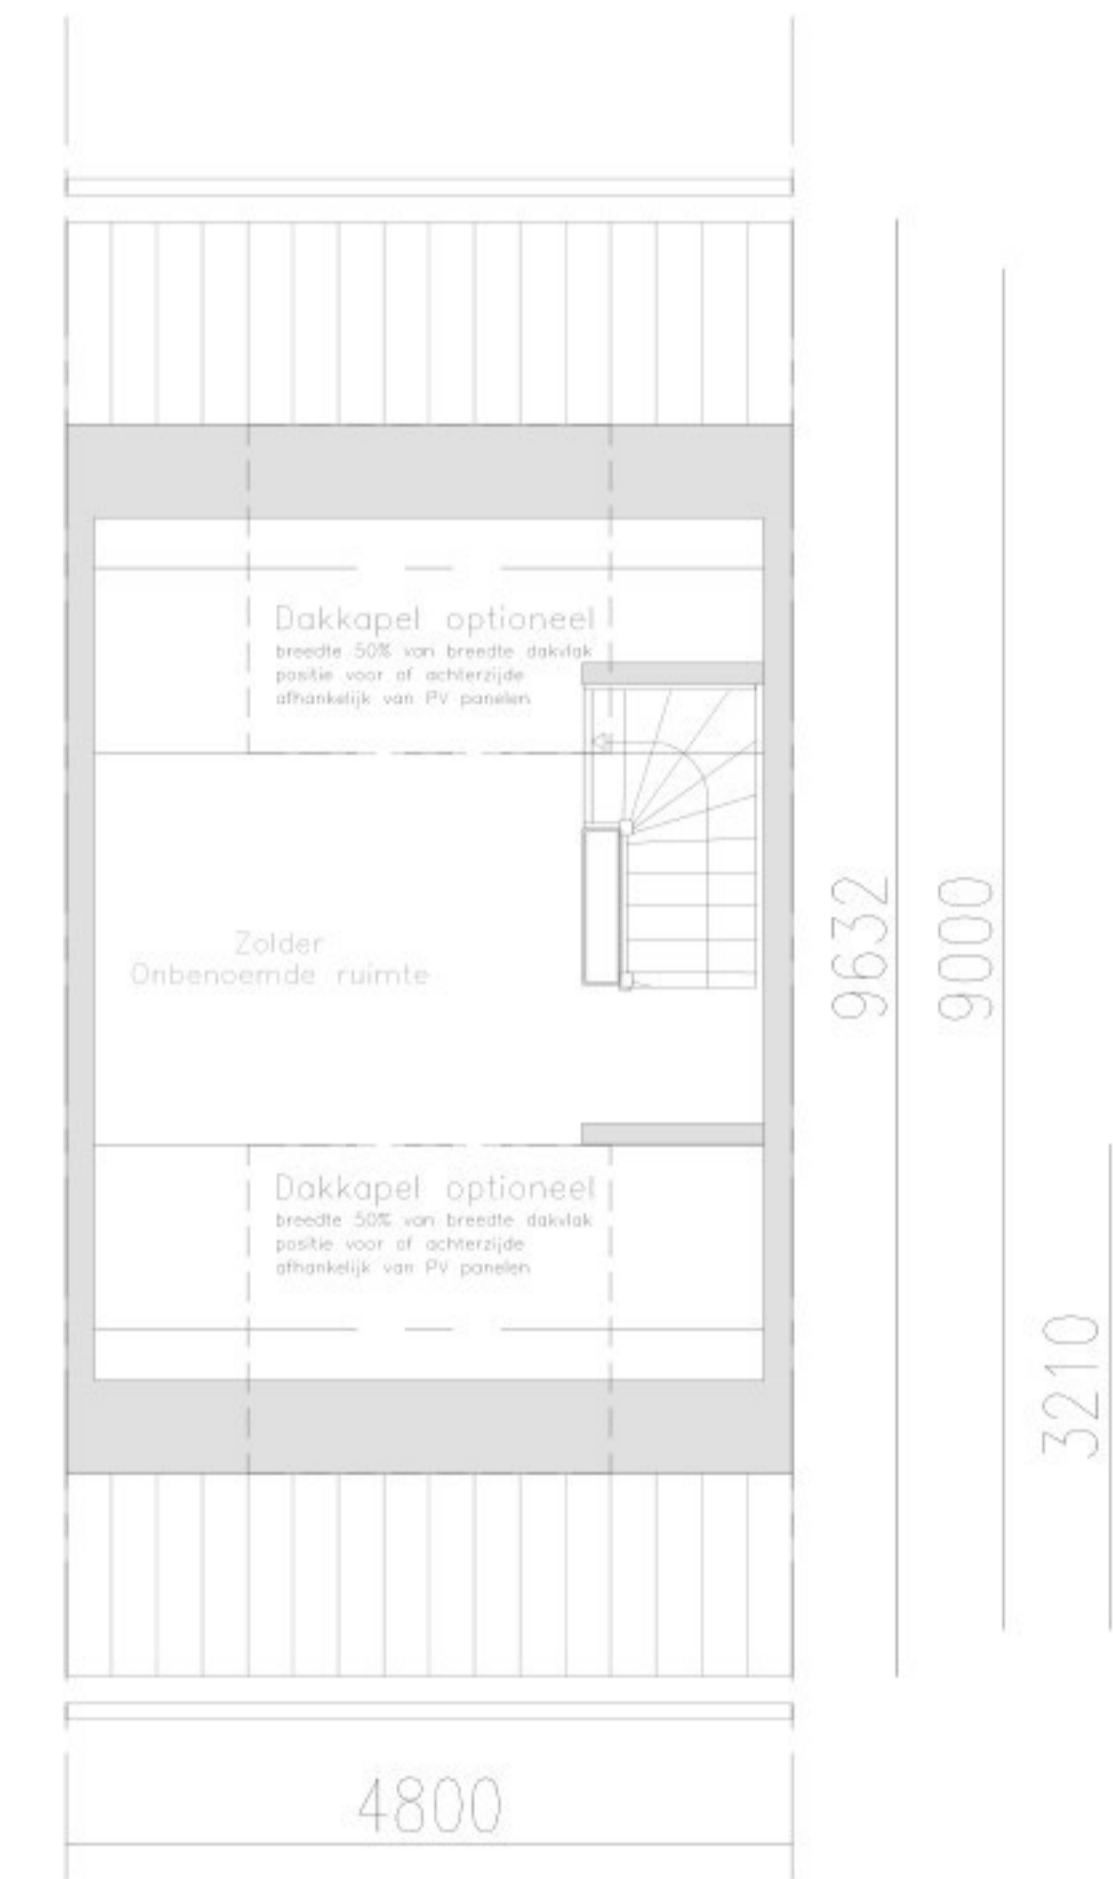 Dakkapel optioneel
breedte 50% van breedte dakvlak
positie voor of achterzijde
afhankelijk van PV panelen
Zolder
Onbenoemde ruimte
9632
9000
Dakkapel optioneel
breedte 50% van breedte dakvlak
positie voor of achterzijde
afhankelijk van PV panelen
3210
4800